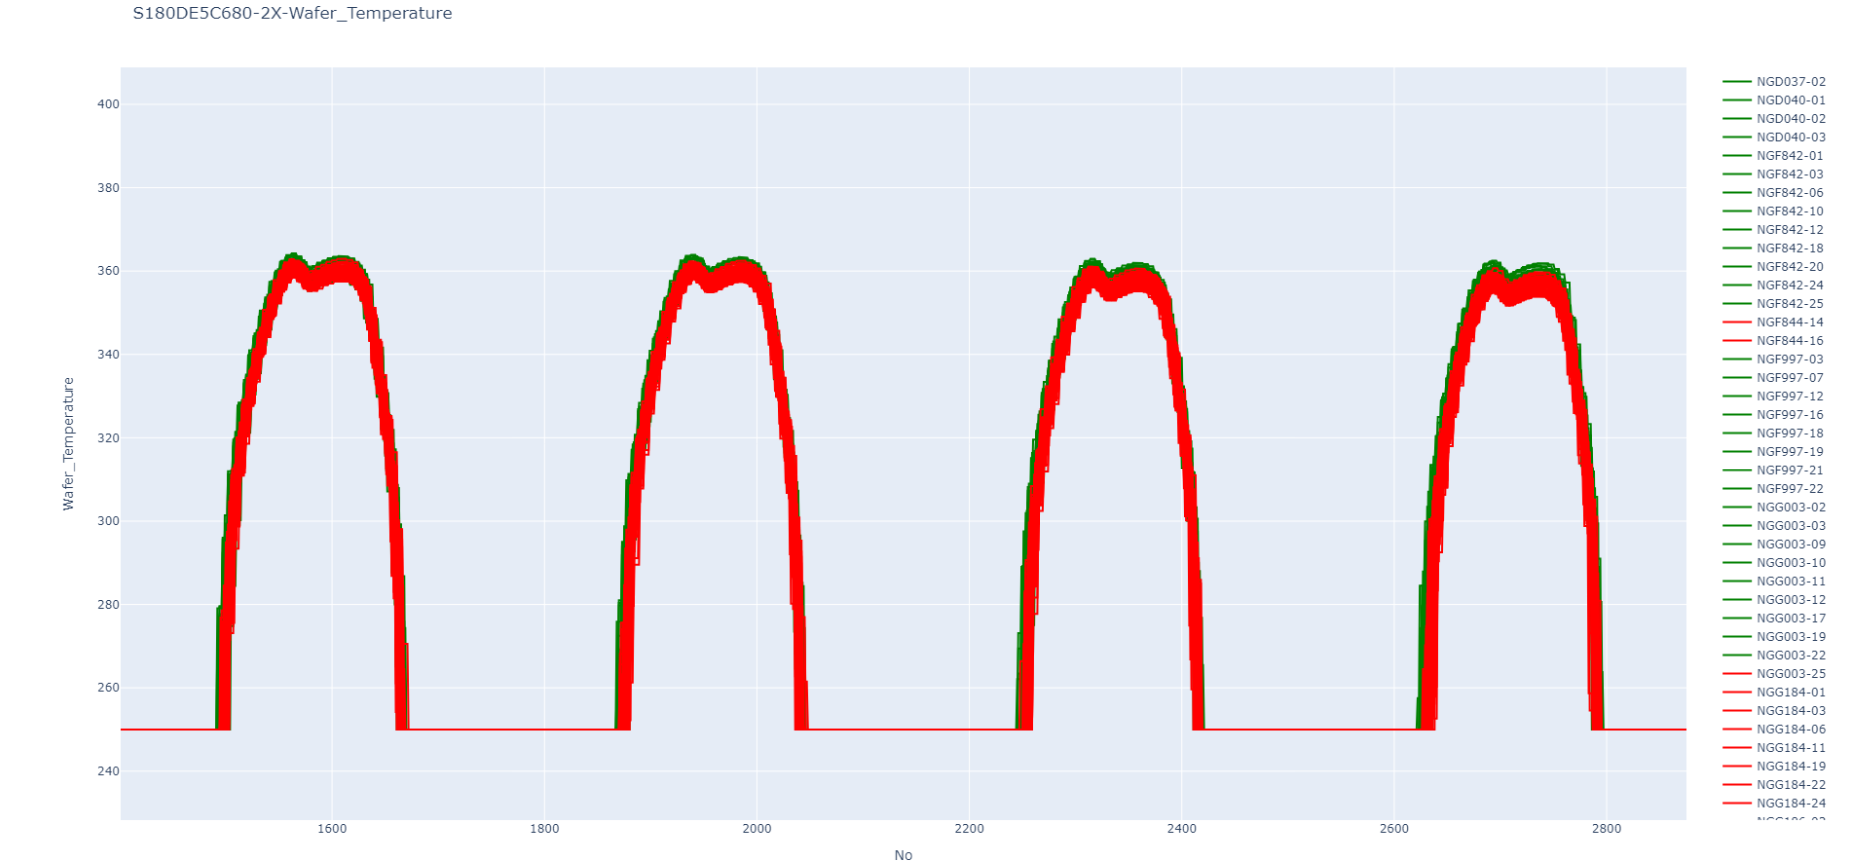 S180DE5C680-2X-Wafer_Temperature
400
380
360
340
320
300
280
260
240
Wafer_Temperature
1600
1800
2000
2200
2400
2600
2800
No
NGD037-02
NGD040-01
NGD040-02
NGD040-03
NGF842-01
NGF842-03
NGF842-06
NGF842-10
NGF842-12
NGF842-18
NGF842-20
NGF842-24
NGF842-25
NGF844-14
NGF844-16
NGF997-03
NGF997-07
NGF997-12
NGF997-16
NGF997-18
NGF997-19
NGF997-21
NGF997-22
NGG003-02
NGG003-03
NGG003-09
NGG003-10
NGG003-11
NGG003-12
NGG003-17
NGG003-19
NGG003-22
NGG003-25
NGG184-01
NGG184-03
NGG184-06
NGG184-11
NGG184-19
NGG184-22
NGG184-24